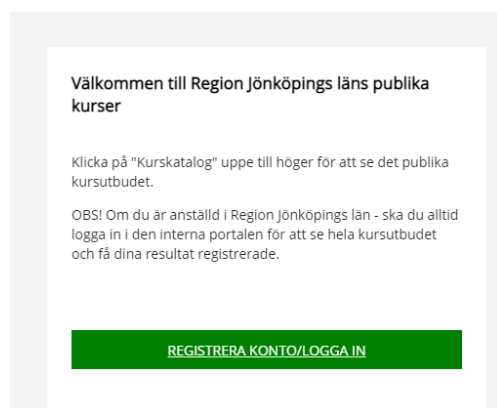 Välkommen till Region Jönköpings läns publika
kurser
Klicka på "Kurskatalog" uppe till höger för att se det publika
kursutbudet.
OBS! Om du är anställd i Region Jönköpings län - ska du alltid
logga in i den interna portalen för att se hela kursutbudet
och få dina resultat registrerade.
REGISTRERA KONTO/LOGGA IN